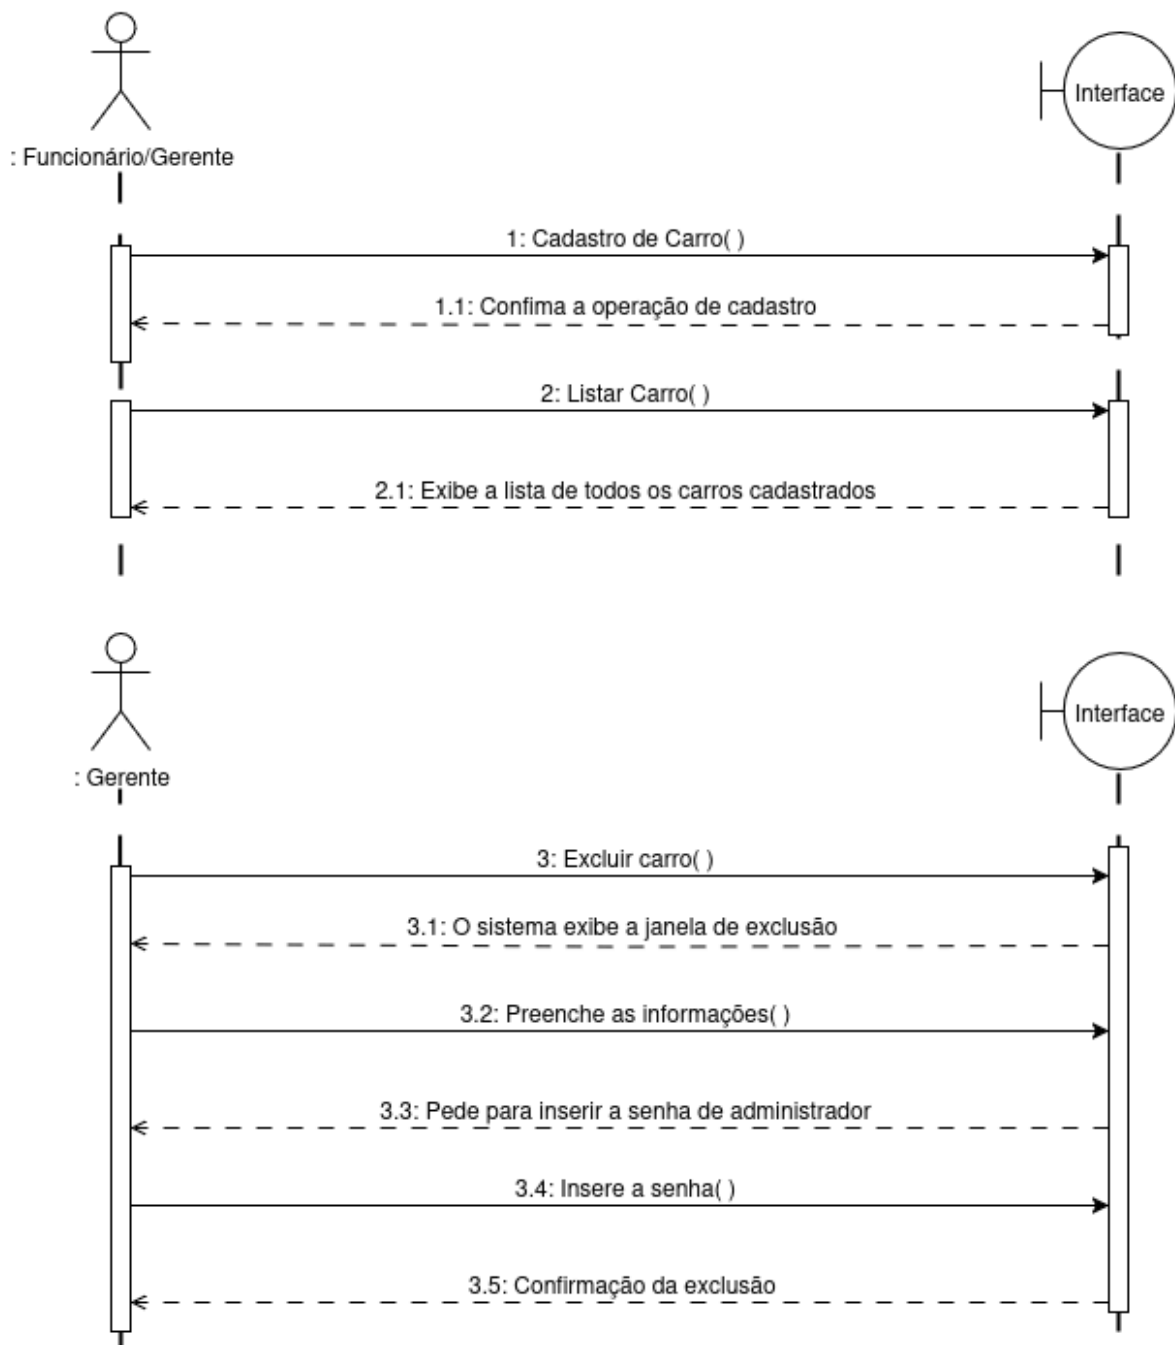 Interface
: Funcionário/Gerente
1: Cadastro de Carro( )
1.1: Confima a operação de cadastro
2: Listar Carro( )
2.1: Exibe a lista de todos os carros cadastrados
Interface
: Gerente
3: Excluir carro( )
3.1: O sistema exibe a janela de exclusão
3.2: Preenche as informações( )
3.3: Pede para inserir a senha de administrador
3.4: Insere a senha( )
3.5: Confirmação da exclusão